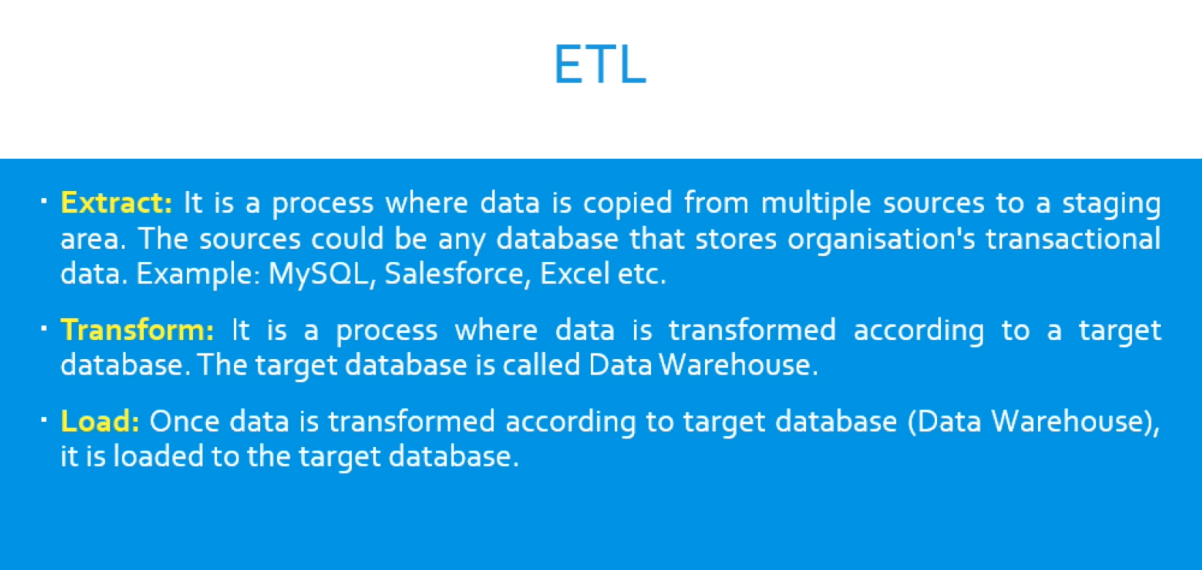 ETL
· Extract: It is a process where data is copied from multiple sources to a staging
area. The sources could be any database that stores organisation's transactional
data. Example: MySQL, Salesforce, Excel etc.
· Transform: It is a process where data is transformed according to a target
database. The target database is called Data Warehouse.
· Load: Once data is transformed according to target database (Data Warehouse),
it is loaded to the target database.